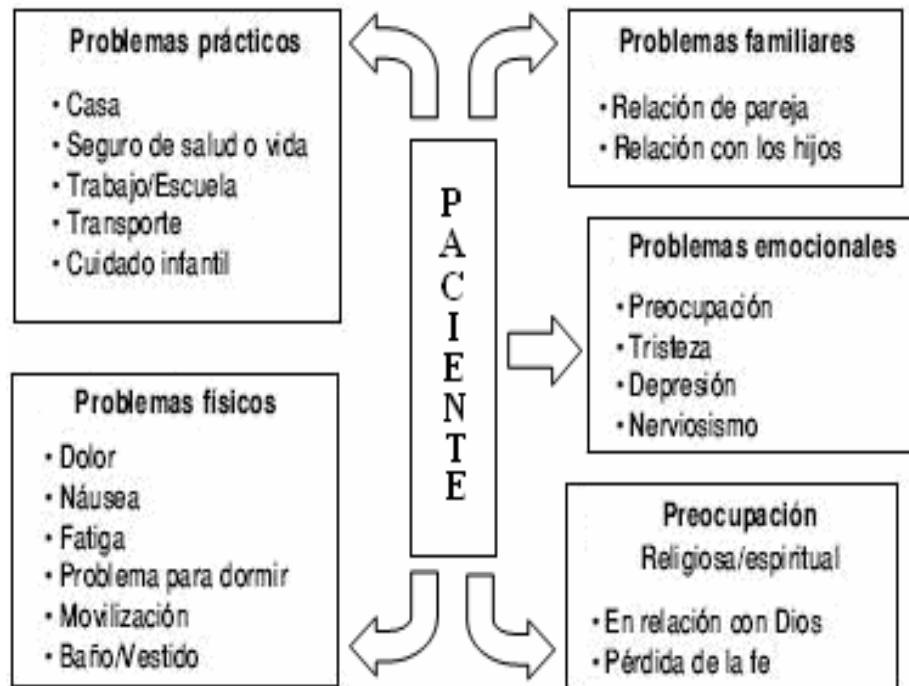 Problemas prácticos
• Casa
• Seguro de salud o vida
• Trabajo/Escuela
• Transporte
• Cuidado infantil
Problemas familiares
• Relación de pareja
• Relación con los hijos
PACIENTE
Problemas emocionales
• Preocupación
• Tristeza
• Depresión
• Nerviosismo
Problemas físicos
• Dolor
• Náusea
• Fatiga
• Problema para dormir
• Movilización
• Baño/Vestido
Preocupación
Religiosa/espiritual
• En relación con Dios
• Pérdida de la fe